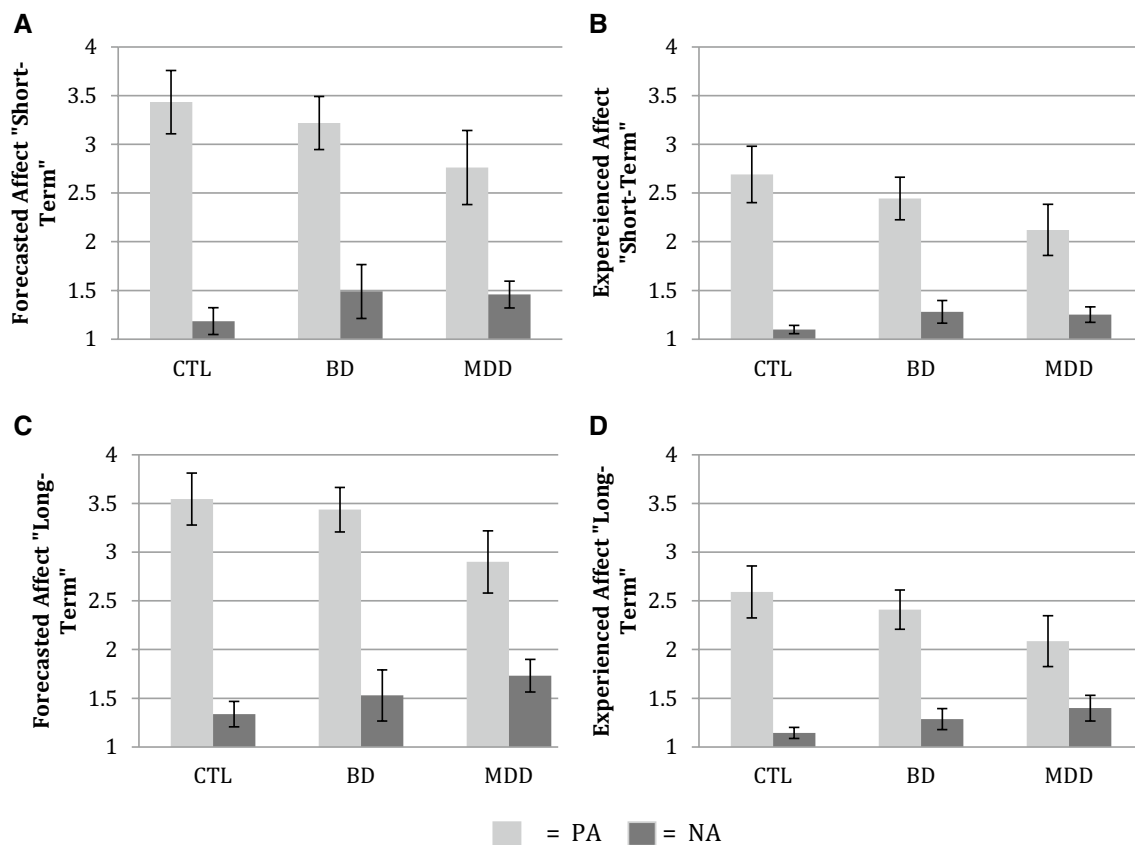 A
Forecasted Affect "Short-
Term"
4
3.5
3
2.5
2
1.5
1
CTL BD MDD
B
Expereienced Affect
"Short-Term"
4
3.5
3
2.5
2
1.5
1
CTL BD MDD
C
Forecasted Affect "Long-
Term"
4
3.5
3
2.5
2
1.5
1
CTL BD MDD
D
Experienced Affect "Long-
Term"
4
3.5
3
2.5
2
1.5
1
CTL BD MDD
= PA = NA